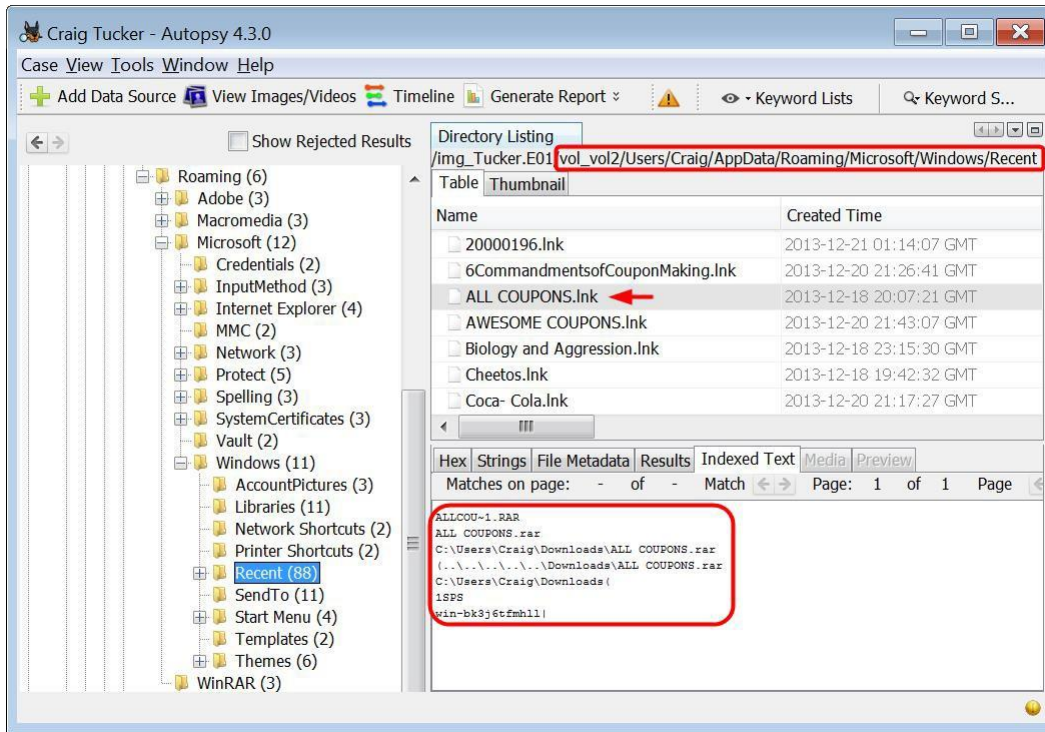 Craig Tucker - Autopsy 4.3.0
Case View Tools Window Help
Add Data Source View Images/Videos Timeline Generate Report Keyword Lists Keyword S...
Show Rejected Results
Roaming (6)
Adobe (3)
Macromedia (3)
Microsoft (12)
Credentials (2)
InputMethod (3)
Internet Explorer (4)
MMC (2)
Network (3)
Protect (5)
Spelling (3)
SystemCertificates (3)
Vault (2)
Windows (11)
AccountPictures (3)
Libraries (11)
Network Shortcuts (2)
Printer Shortcuts (2)
Recent (88)
SendTo (11)
Start Menu (4)
Templates (2)
Themes (6)
WinRAR (3)
Directory Listing
/img_Tucker.E01/vol_vol2/Users/Craig/AppData/Roaming/Microsoft/Windows/Recent
Table Thumbnail
Name Created Time
20000196.lnk 2013-12-21 01:14:07 GMT
6CommandmentsofCouponMaking.lnk 2013-12-20 21:26:41 GMT
ALL COUPONS.lnk 2013-12-18 20:07:21 GMT
AWESOME COUPONS.lnk 2013-12-20 21:43:07 GMT
Biology and Aggression.lnk 2013-12-18 23:15:30 GMT
Cheetos.lnk 2013-12-18 19:42:32 GMT
Coca- Cola.lnk 2013-12-20 21:17:27 GMT
Hex Strings File Metadata Results Indexed Text Media Preview
Matches on page: - of - Match Page: 1 of 1 Page
ALLCOU~1.RAR
ALL COUPONS.rar
C:\Users\Craig\Downloads\ALL COUPONS.rar
(..\..\..\..\..\Downloads\ALL COUPONS.rar
C:\Users\Craig\Downloads(
1SPS
win-bk3j6tfmhll|